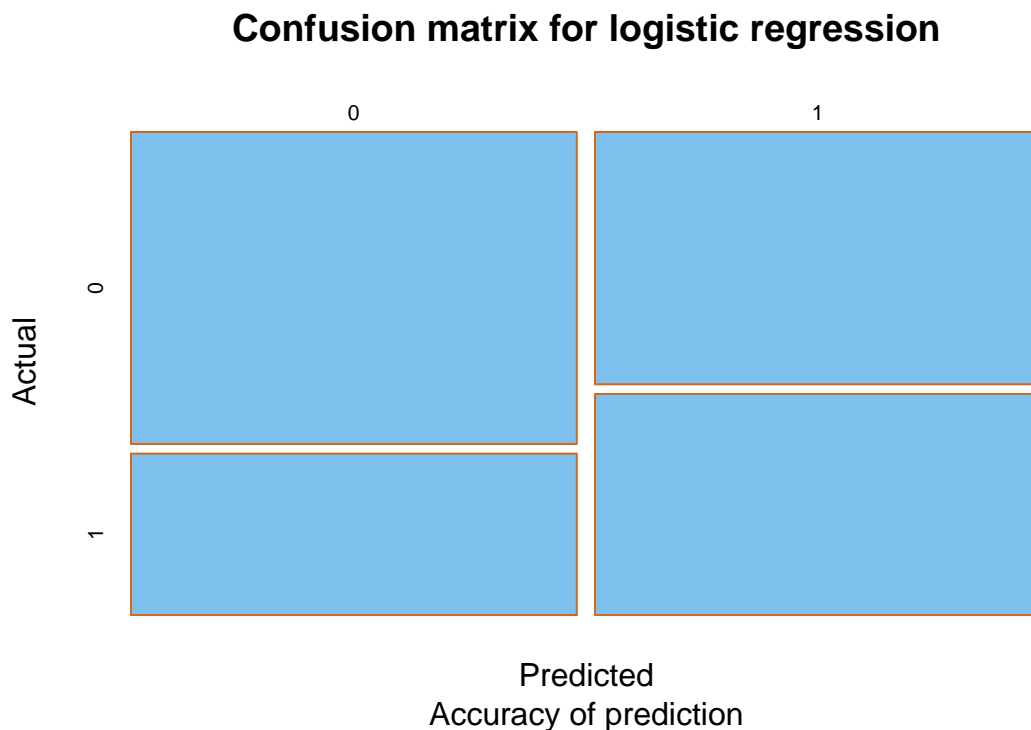 Confusion matrix for logistic regression
0 1
0
Actual
1
Predicted
Accuracy of prediction